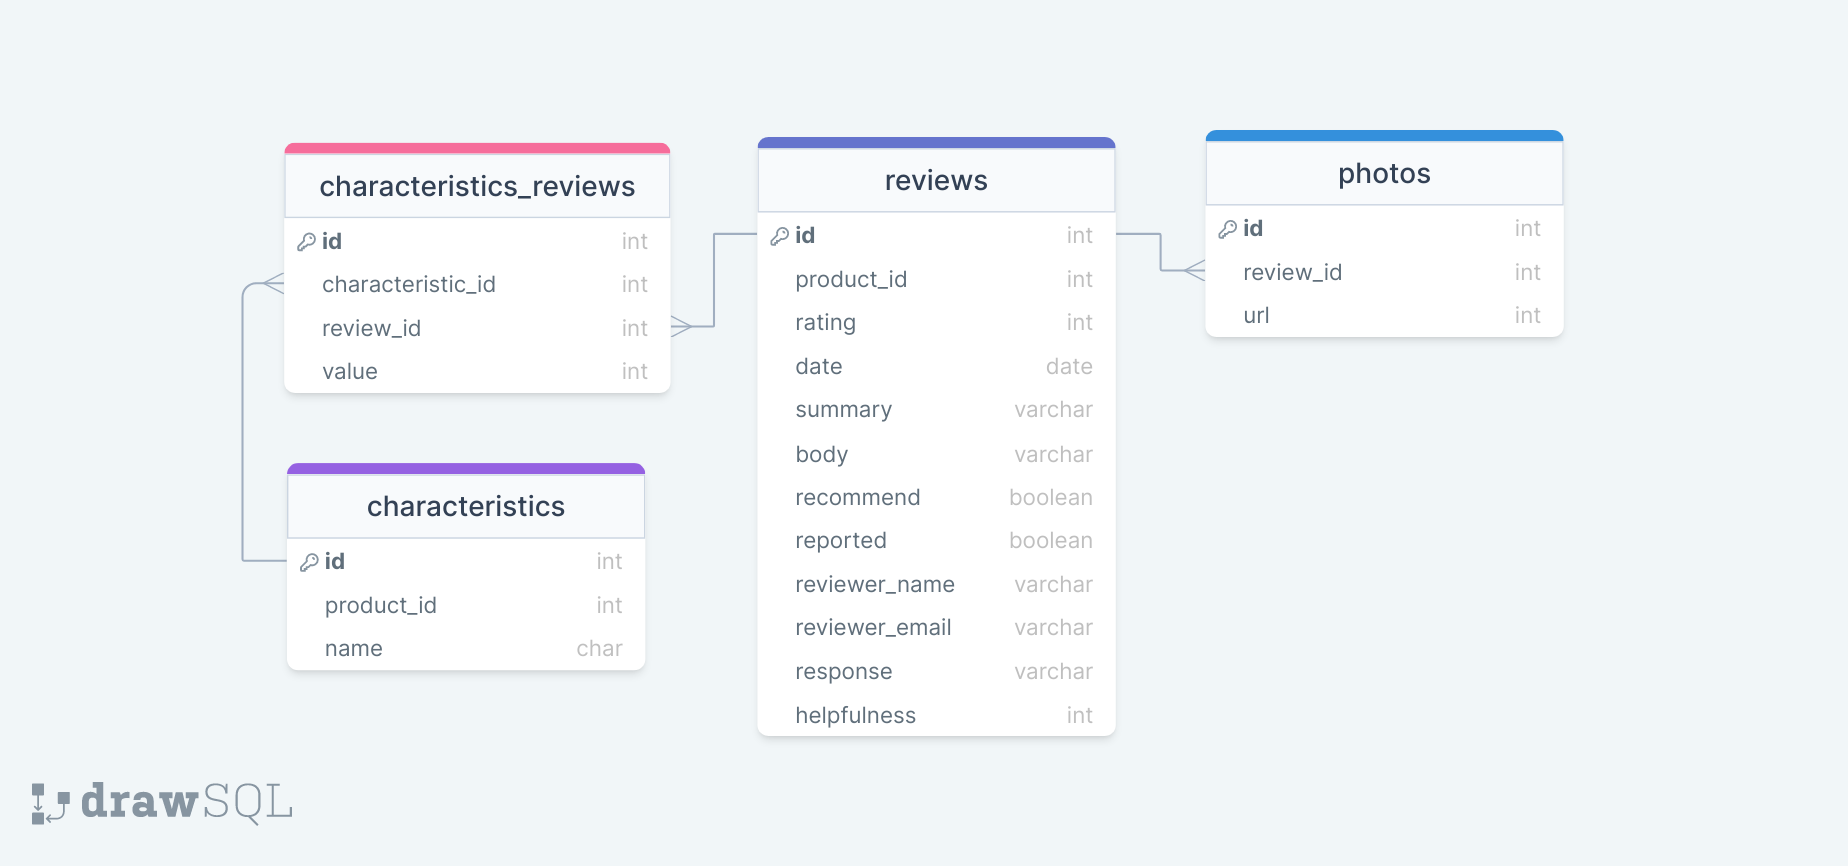 characteristics_reviews
id int
characteristic_id int
review_id int
value int
characteristics
id int
product_id int
name char
reviews
id int
product_id int
rating int
date date
summary varchar
body varchar
recommend boolean
reported boolean
reviewer_name varchar
reviewer_email varchar
response varchar
helpfulness int
photos
id int
review_id int
url int
drawSQL